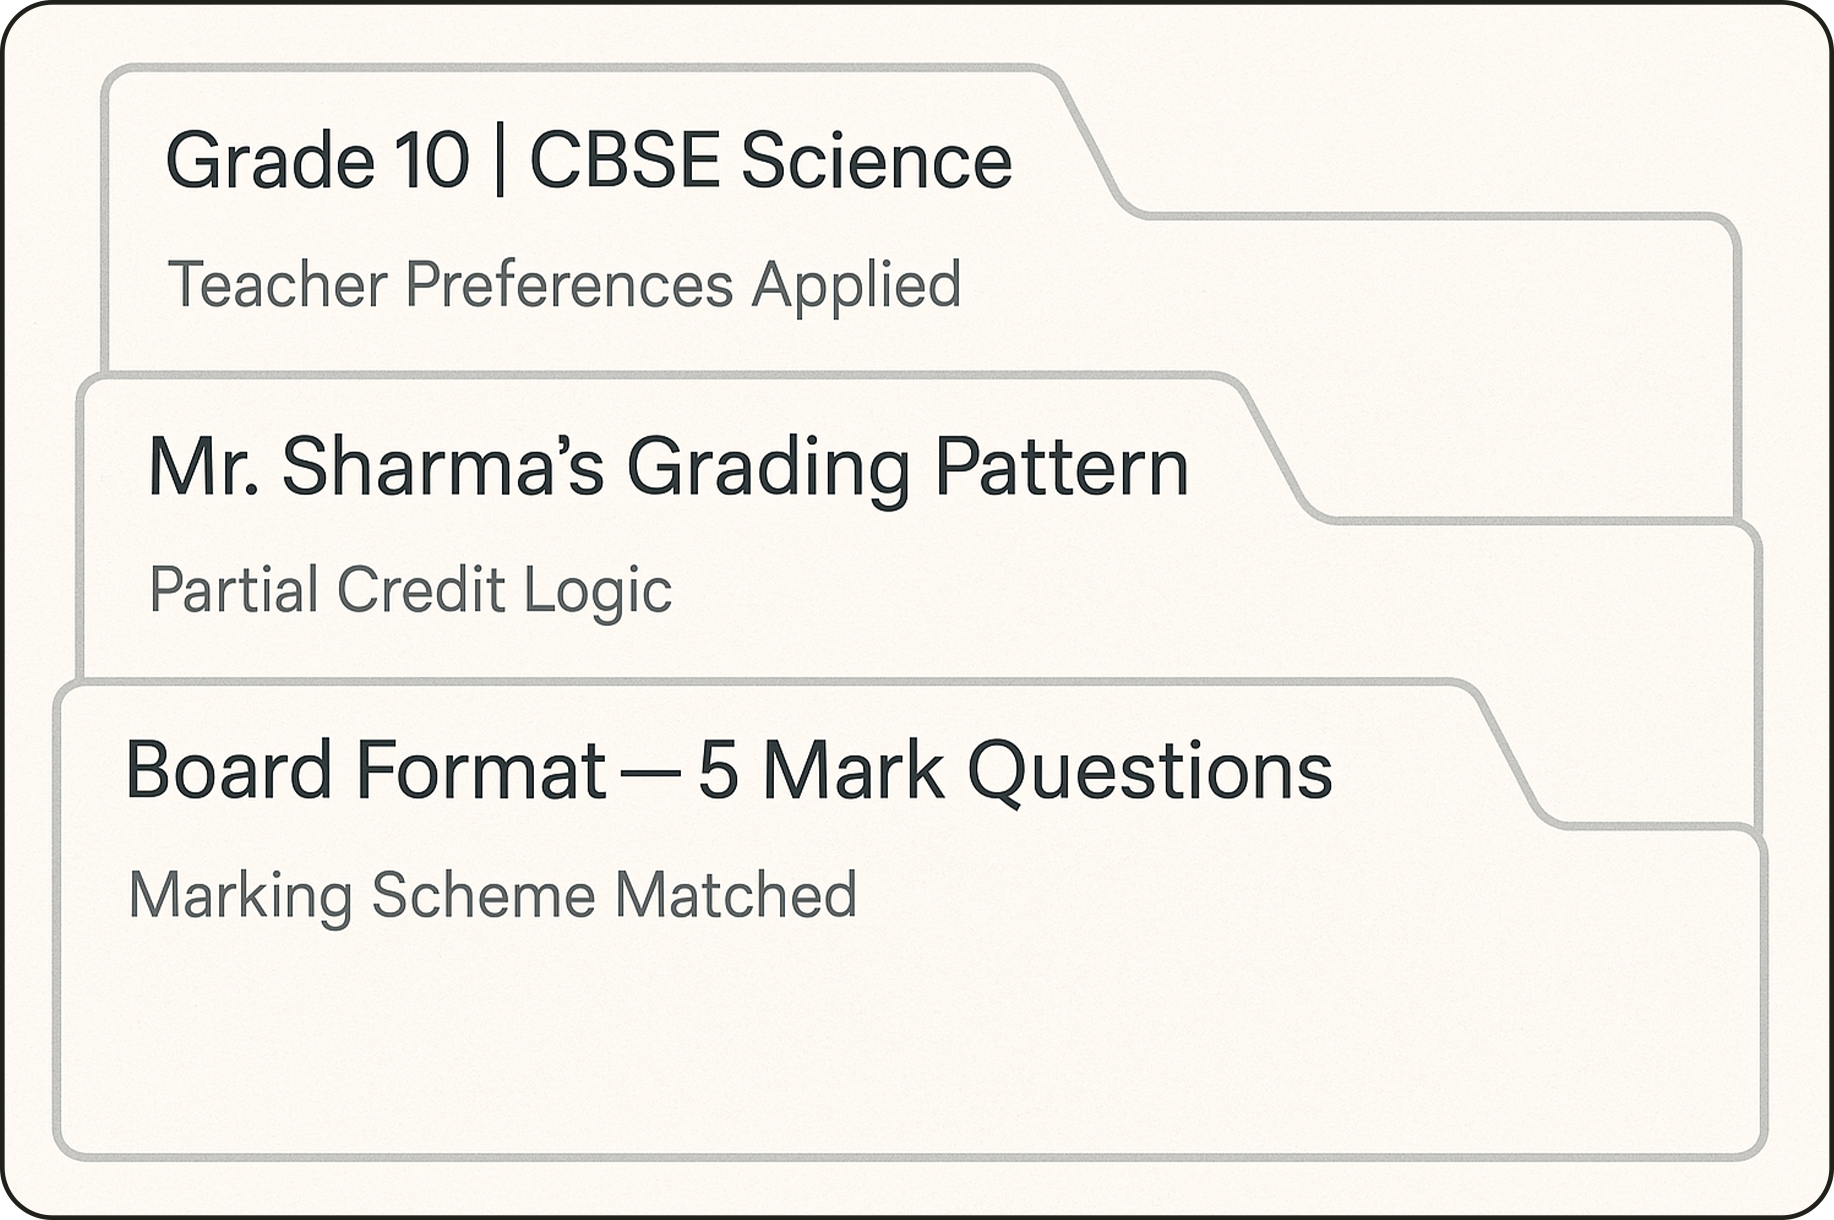 Grade 10 | CBSE Science
Teacher Preferences Applied
Mr. Sharma’s Grading Pattern
Partial Credit Logic
Board Format — 5 Mark Questions
Marking Scheme Matched